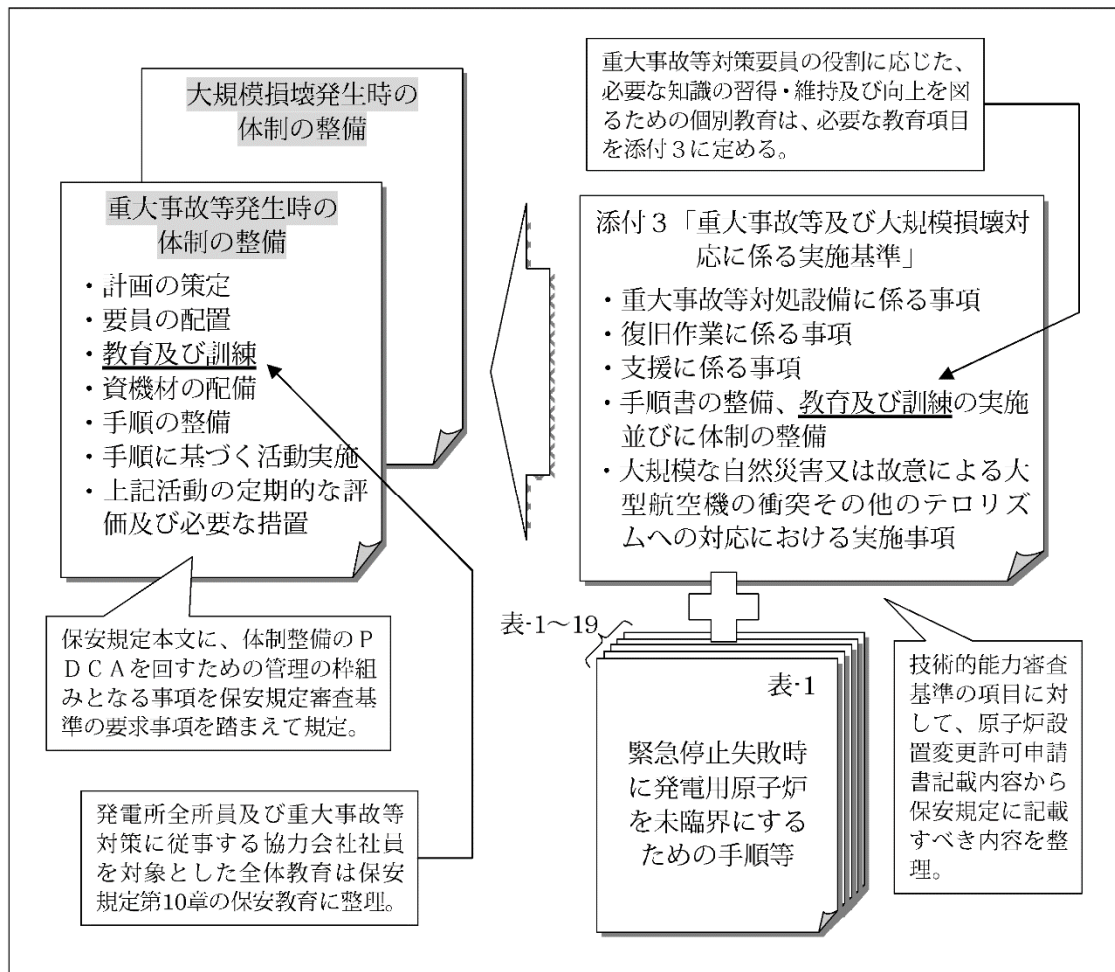 大規模損壊発生時の
体制の整備
重大事故等発生時の
体制の整備
・計画の策定
・要員の配置
・教育及び訓練
・資機材の配備
・手順の整備
・手順に基づく活動実施
・上記活動の定期的な評
価及び必要な措置
保安規定本文に、体制整備のP
DCAを回すための管理の枠組
みとなる事項を保安規定審査基
準の要求事項を踏まえて規定。
発電所全所員及び重大事故等
対策に従事する協力会社社員
を対象とした全体教育は保安
規定第10章の保安教育に整理。
重大事故等対策要員の役割に応じた、
必要な知識の習得・維持及び向上を図
るための個別教育は、必要な教育項目
を添付3に定める。
添付3「重大事故等及び大規模損壊対
応に係る実施基準」
・重大事故等対処設備に係る事項
・復旧作業に係る事項
・支援に係る事項
・手順書の整備、教育及び訓練の実施
並びに体制の整備
・大規模な自然災害又は故意による大
型航空機の衝突その他のテロリズ
ムへの対応における実施事項
表-1~19
表-1
緊急停止失敗時
に発電用原子炉
を未臨界にする
ための手順等
技術的能力審査
基準の項目に対
して、原子炉設
置変更許可申請
書記載内容から
保安規定に記載
すべき内容を整
理。